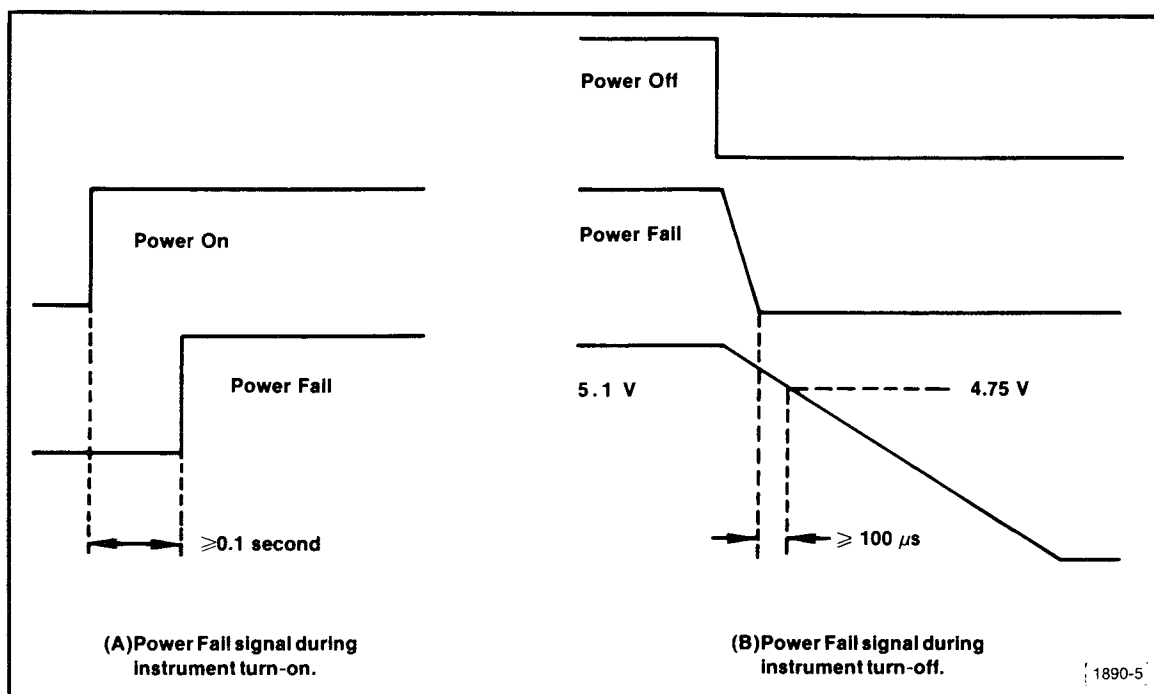 Power Off
Power Fail
Power On
Power Fail
5.1 V
4.75 V
≥0.1 second
≥ 100 μs
(A)Power Fail signal during
instrument turn-on.
(B)Power Fail signal during
instrument turn-off.
1890-5